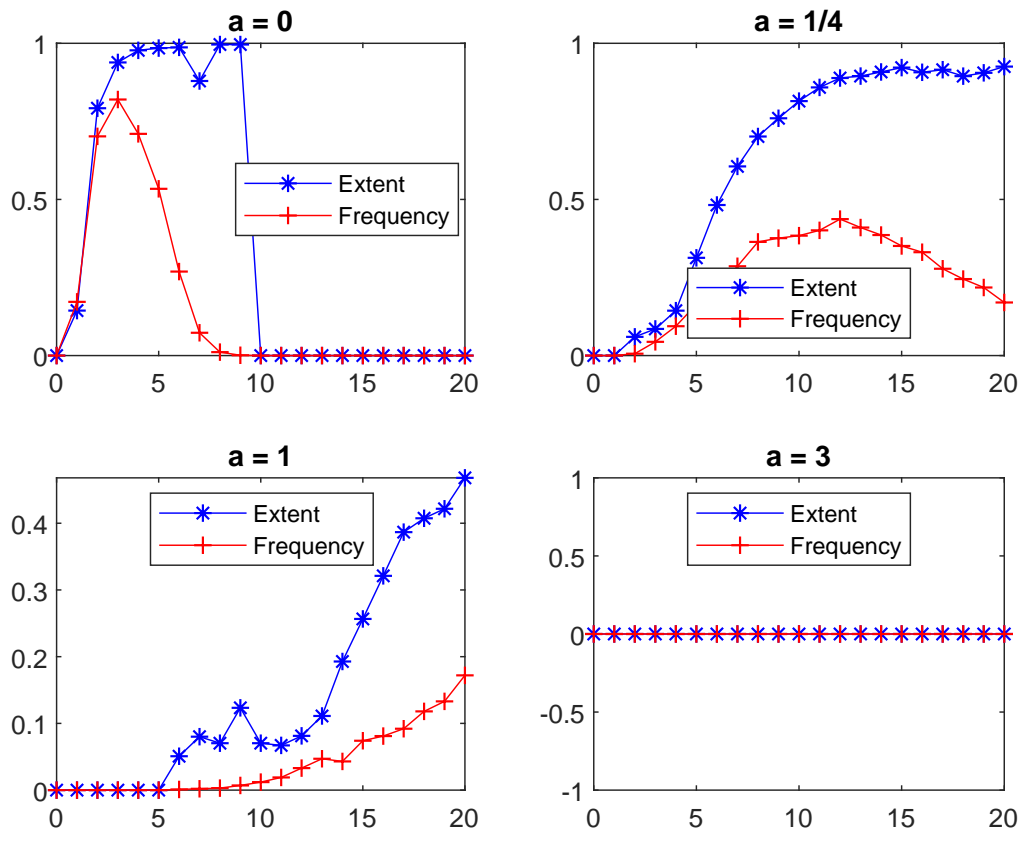 a = 0
1
0.5
0
0 5 10 15 20
Extent
Frequency
a = 1/4
1
0.5
0
0 5 10 15 20
Extent
Frequency
a = 1
0.4
0.3
0.2
0.1
0
0 5 10 15 20
Extent
Frequency
a = 3
1
0.5
0
-0.5
-1
0 5 10 15 20
Extent
Frequency